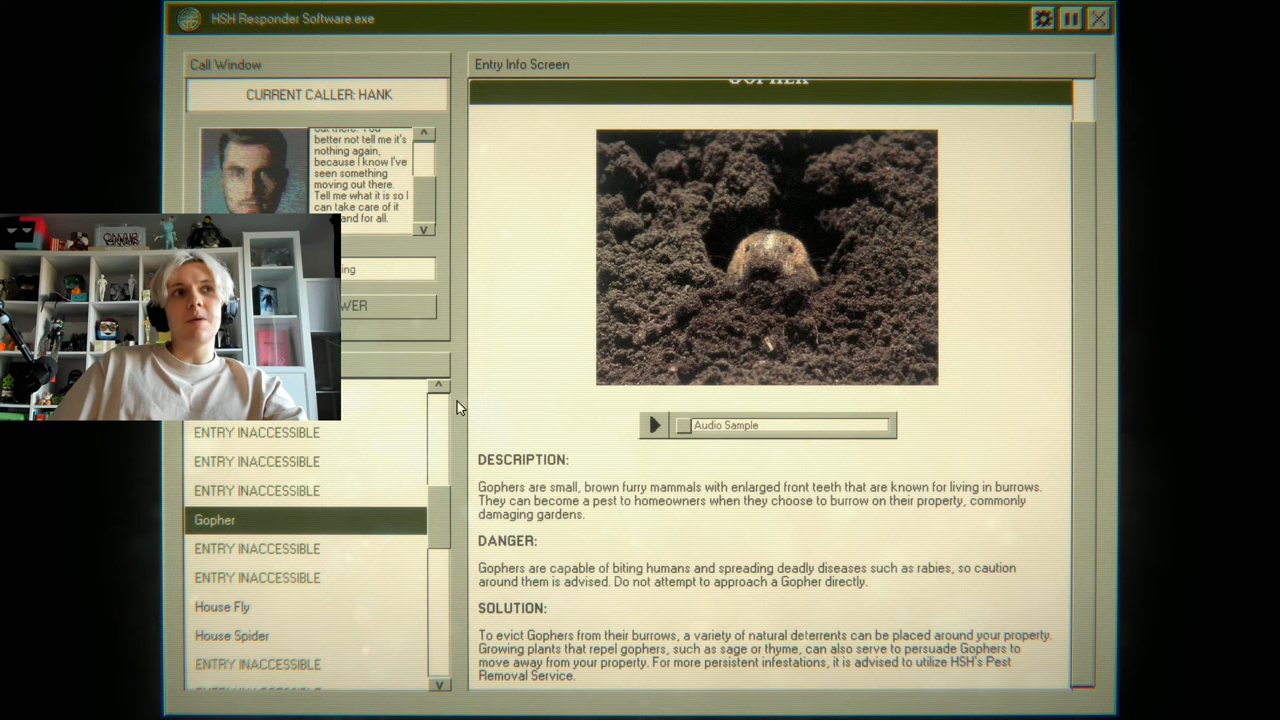 HSH Responder Software.exe
Call Window
CURRENT CALLER: HANK
better not tell me it's
nothing again,
because I know I've
seen something
moving out there.
Tell me what it is so I
can take care of it
and for all.
ENTRY INACCESSIBLE
ENTRY INACCESSIBLE
ENTRY INACCESSIBLE
Gopher
ENTRY INACCESSIBLE
ENTRY INACCESSIBLE
House Fly
House Spider
ENTRY INACCESSIBLE
Entry Info Screen
GOPHER
Audio Sample
DESCRIPTION:
Gophers are small, brown furry mammals with enlarged front teeth that are known for living in burrows.
They can become a pest to homeowners when they choose to burrow on their property, commonly
damaging gardens.
DANGER:
Gophers are capable of biting humans and spreading deadly diseases such as rabies, so caution
around them is advised. Do not attempt to approach a Gopher directly.
SOLUTION:
To evict Gophers from their burrows, a variety of natural deterrents can be placed around your property.
Growing plants that repel gophers, such as sage or thyme, can also serve to persuade Gophers to
move away from your property. For more persistent infestations, it is advised to utilize HSH's Pest
Removal Service.